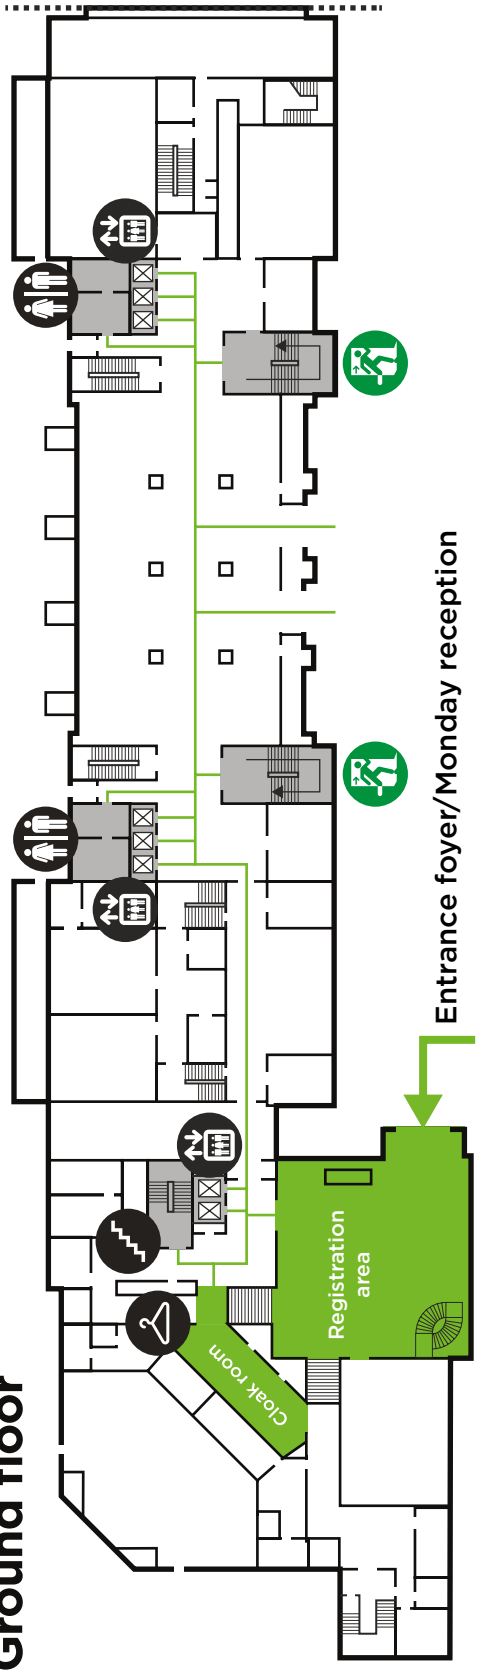 Ground floor
Entrance foyer/Monday reception
Registration
area
Cloak room